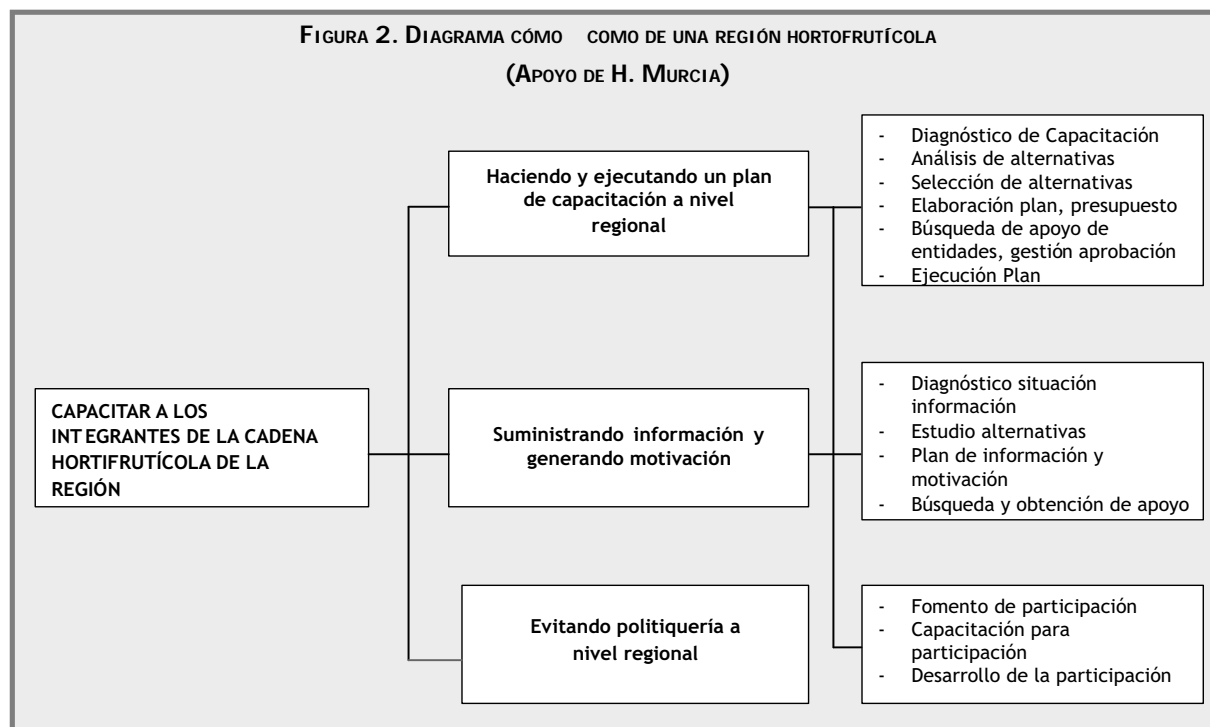 FIGURA 2. DIAGRAMA CÓMO COMO DE UNA REGIÓN HORTOFRUTÍCOLA
(APOYO DE H. MURCIA)
CAPACITAR A LOS
INTEGRANTES DE LA CADENA
HORTIFRUTÍCOLA DE LA
REGIÓN
Haciendo y ejecutando un plan
de capacitación a nivel
regional
Suministrando información y
generando motivación
Evitando politiquería a
nivel regional
- Diagnóstico de Capacitación
- Análisis de alternativas
- Selección de alternativas
- Elaboración plan, presupuesto
- Búsqueda de apoyo de
entidades, gestión aprobación
- Ejecución Plan
- Diagnóstico situación
información
- Estudio alternativas
- Plan de información y
motivación
- Búsqueda y obtención de apoyo
- Fomento de participación
- Capacitación para
participación
- Desarrollo de la participación